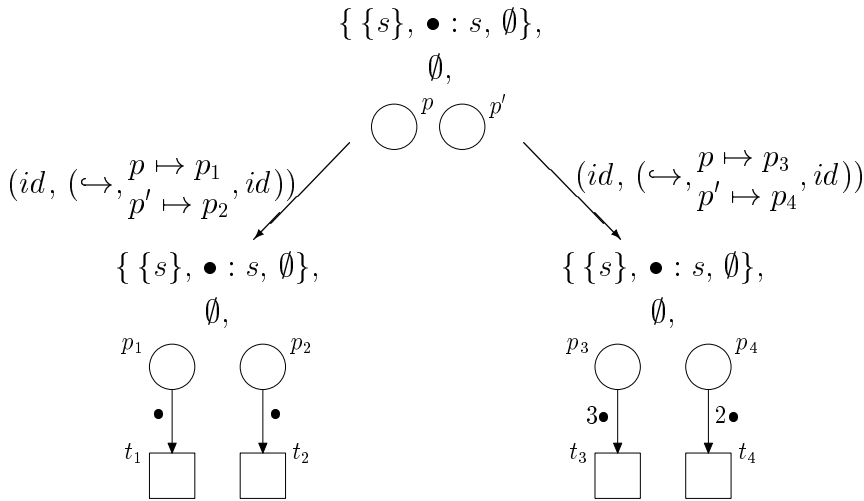 { {s}, • : s, ∅},
∅,
p p′
(id, (↪, p ↦ p₁ , id))
p′ ↦ p₂
(id, (↪, p ↦ p₃ , id))
p′ ↦ p₄
{ {s}, • : s, ∅},
∅,
p₁ p₂
• •
t₁ t₂
{ {s}, • : s, ∅},
∅,
p₃ p₄
3• 2•
t₃ t₄